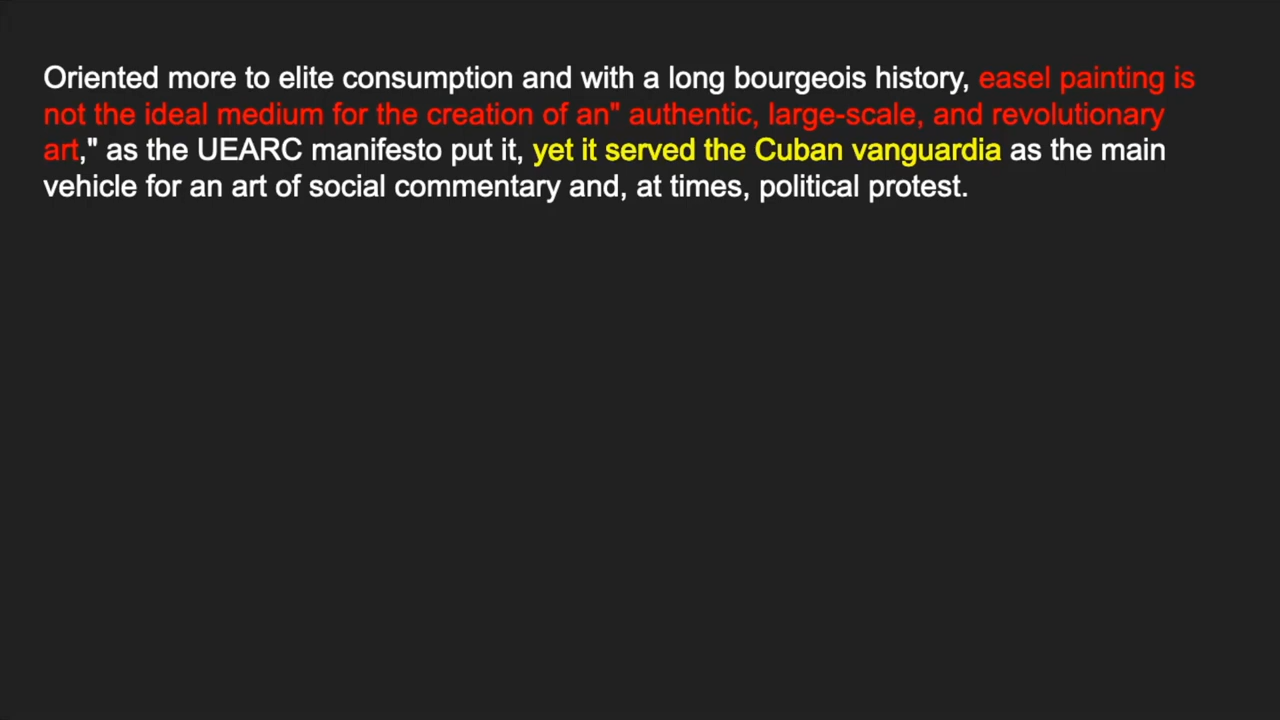 Oriented more to elite consumption and with a long bourgeois history, easel painting is
not the ideal medium for the creation of an" authentic, large-scale, and revolutionary
art," as the UEARC manifesto put it, yet it served the Cuban vanguardia as the main
vehicle for an art of social commentary and, at times, political protest.